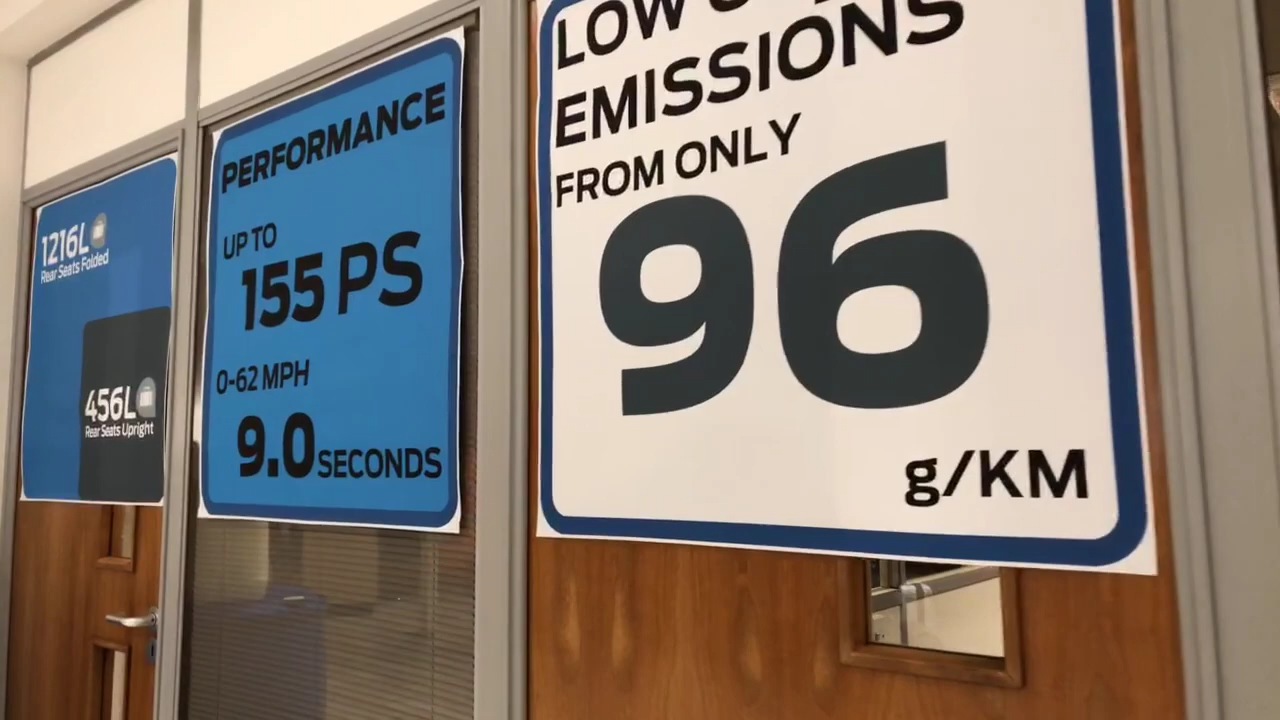 1216L
Rear Seats Folded
456L
Rear Seats Upright
PERFORMANCE
UP TO
155 PS
0-62 MPH
9.0 SECONDS
LOW
EMISSIONS
FROM ONLY
96
g/KM